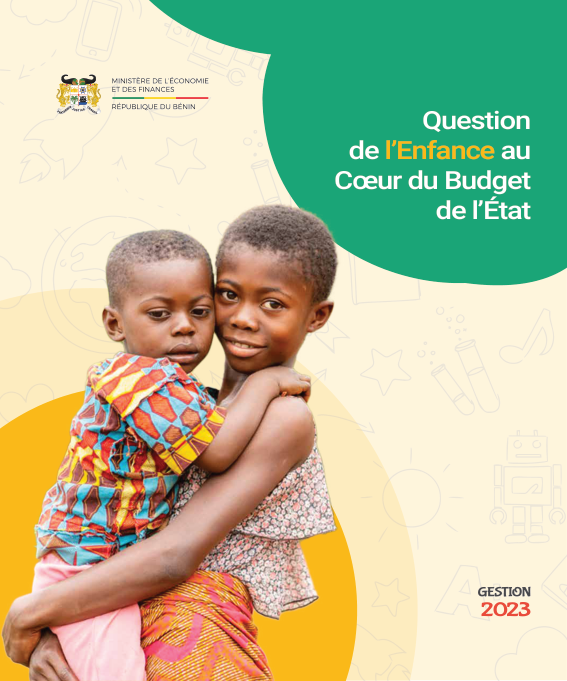 MINISTÈRE DE L'ÉCONOMIE
ET DES FINANCES
RÉPUBLIQUE DU BÉNIN
Question
de l'Enfance au
Cœur du Budget
de l'État
GESTION
2023